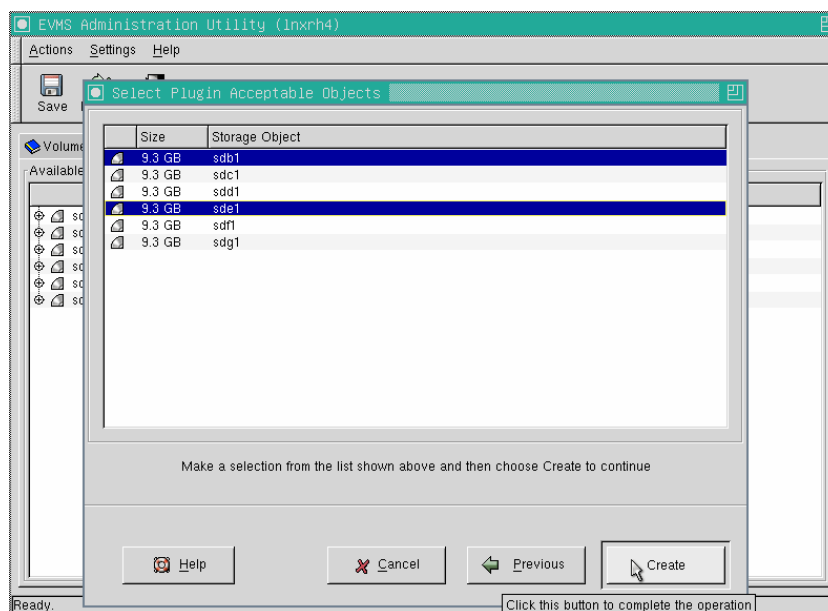 EVMS Administration Utility (lnxrh4)
Actions Settings Help
Save
Select Plugin Acceptable Objects
Size Storage Object
9.3 GB sdb1
9.3 GB sdc1
9.3 GB sdd1
9.3 GB sde1
9.3 GB sdf1
9.3 GB sdg1
Make a selection from the list shown above and then choose Create to continue
Help Cancel Previous Create
Ready.
Click this button to complete the operation